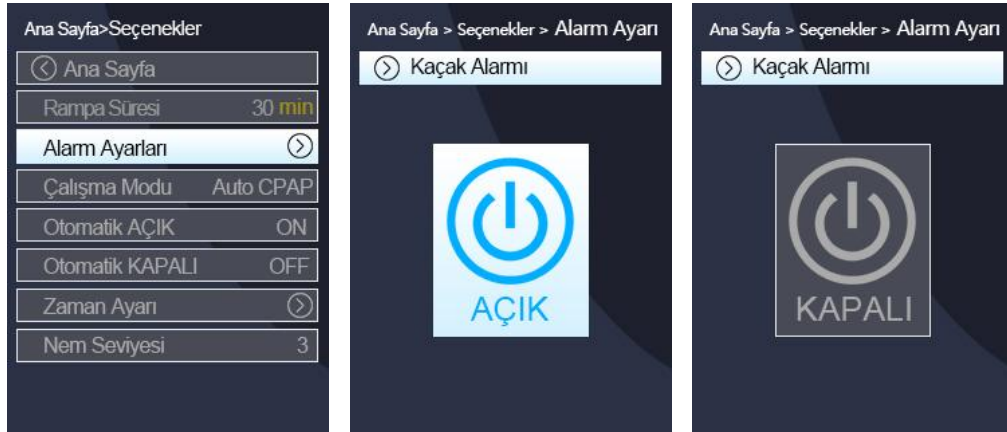 Ana Sayfa>Seçenekler
Ana Sayfa
Rampa Süresi 30 min
Alarm Ayarları
Çalışma Modu Auto CPAP
Otomatik AÇIK ON
Otomatik KAPALI OFF
Zaman Ayarı
Nem Seviyesi 3
Ana Sayfa > Seçenekler > Alarm Ayarı
Kaçak Alarmı
AÇIK
Ana Sayfa > Seçenekler > Alarm Ayarı
Kaçak Alarmı
KAPALI